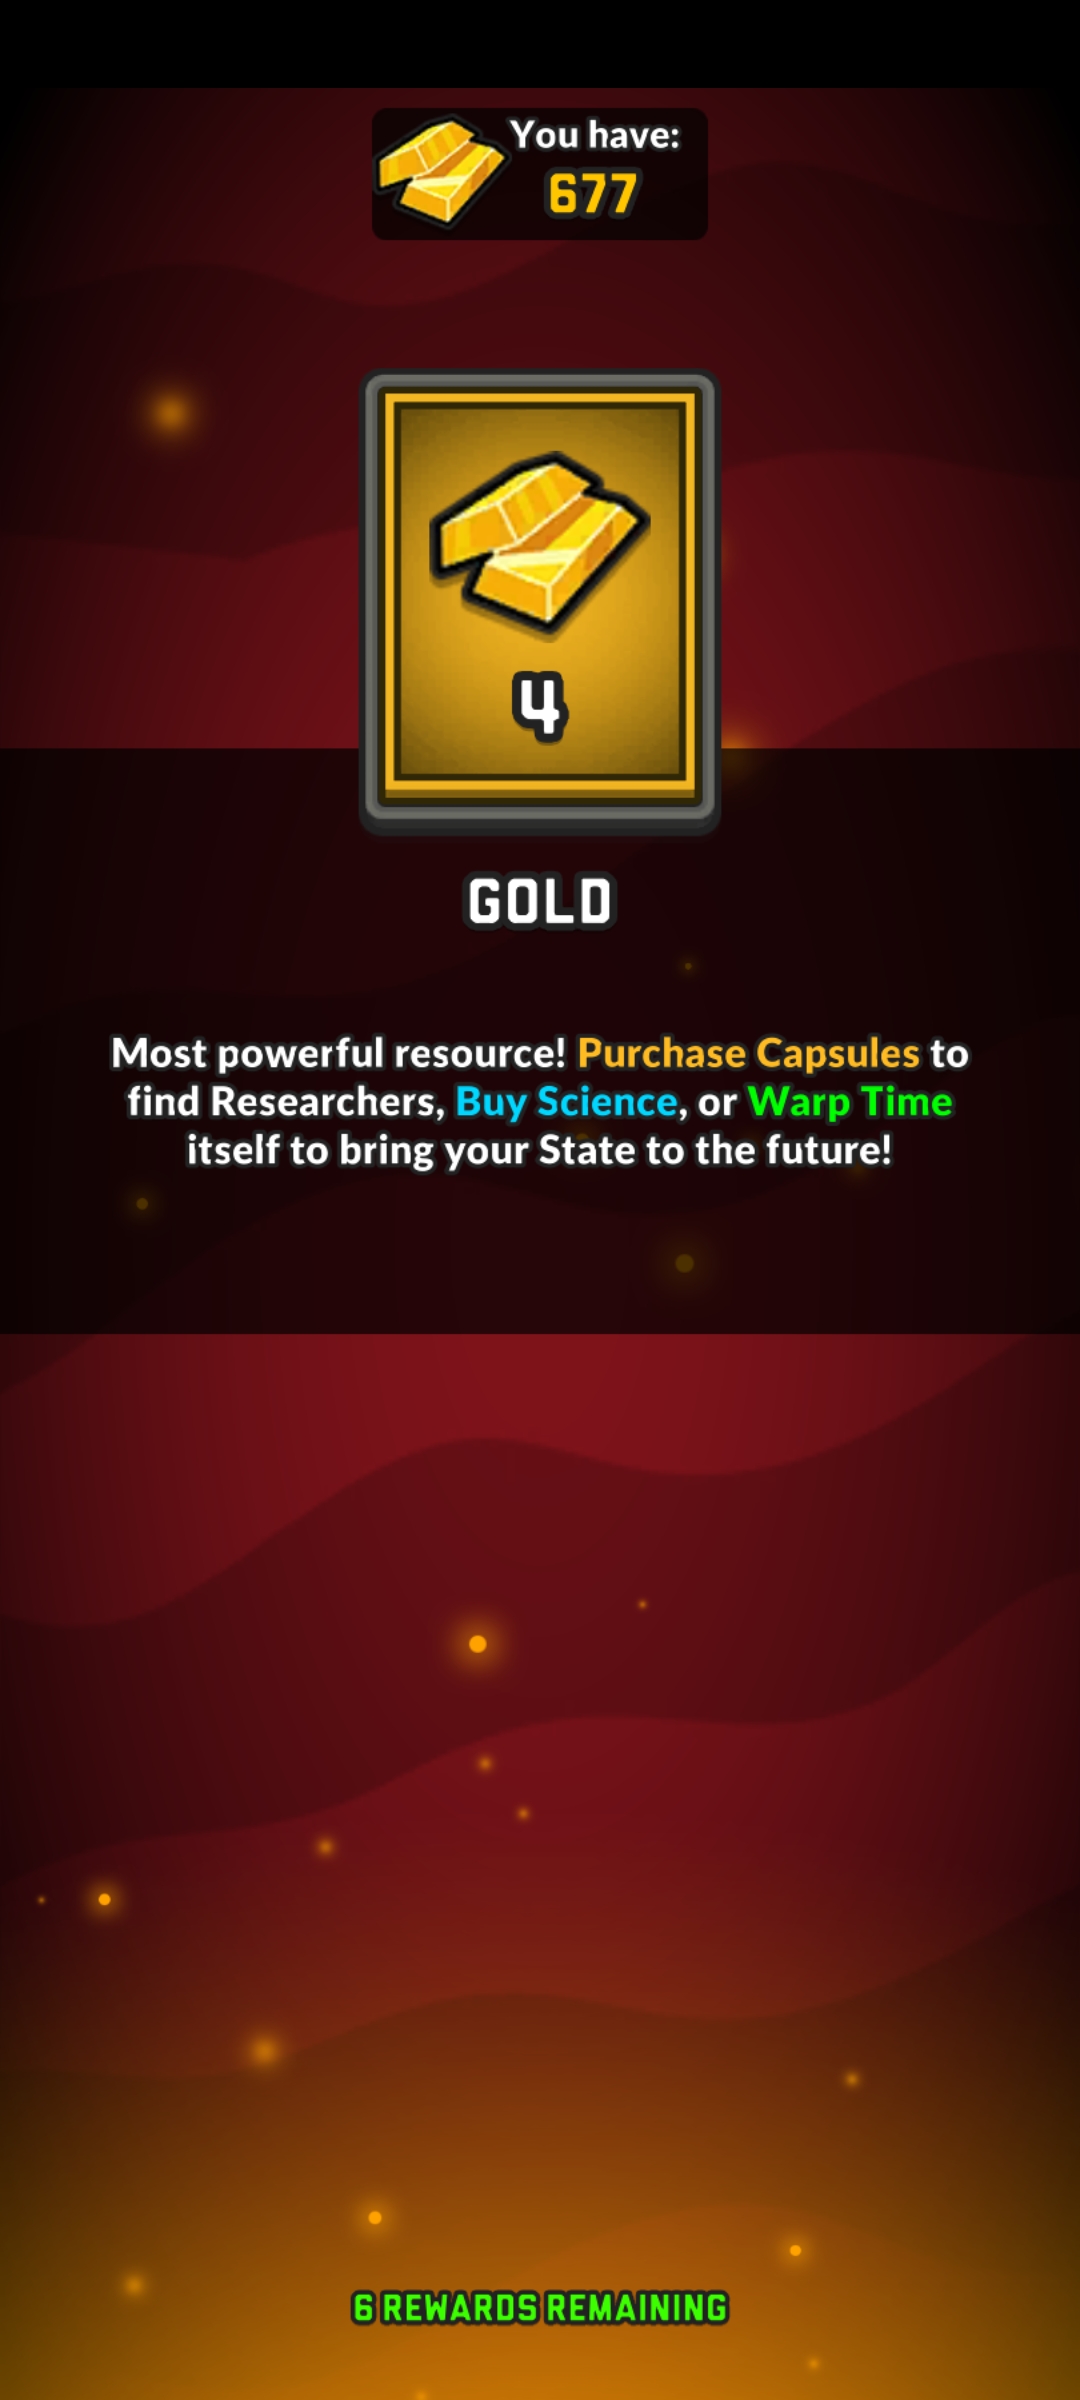 You have:
677
4
GOLD
Most powerful resource! Purchase Capsules to
find Researchers, Buy Science, or Warp Time
itself to bring your State to the future!
6 REWARDS REMAINING